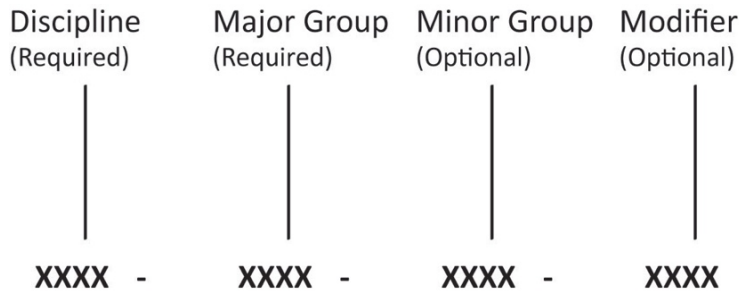 Discipline Major Group Minor Group Modifier
(Required) (Required) (Optional) (Optional)
XXXX - XXXX - XXXX - XXXX